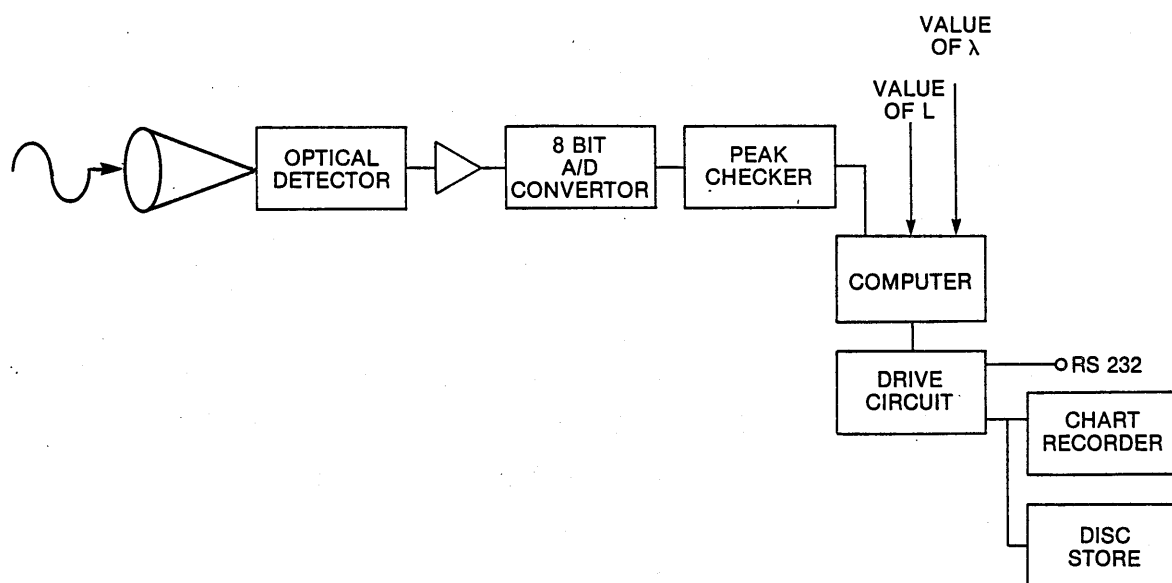 VALUE
OF λ
VALUE
OF L
OPTICAL
DETECTOR
8 BIT
A/D
CONVERTOR
PEAK
CHECKER
COMPUTER
DRIVE
CIRCUIT
RS 232
CHART
RECORDER
DISC
STORE